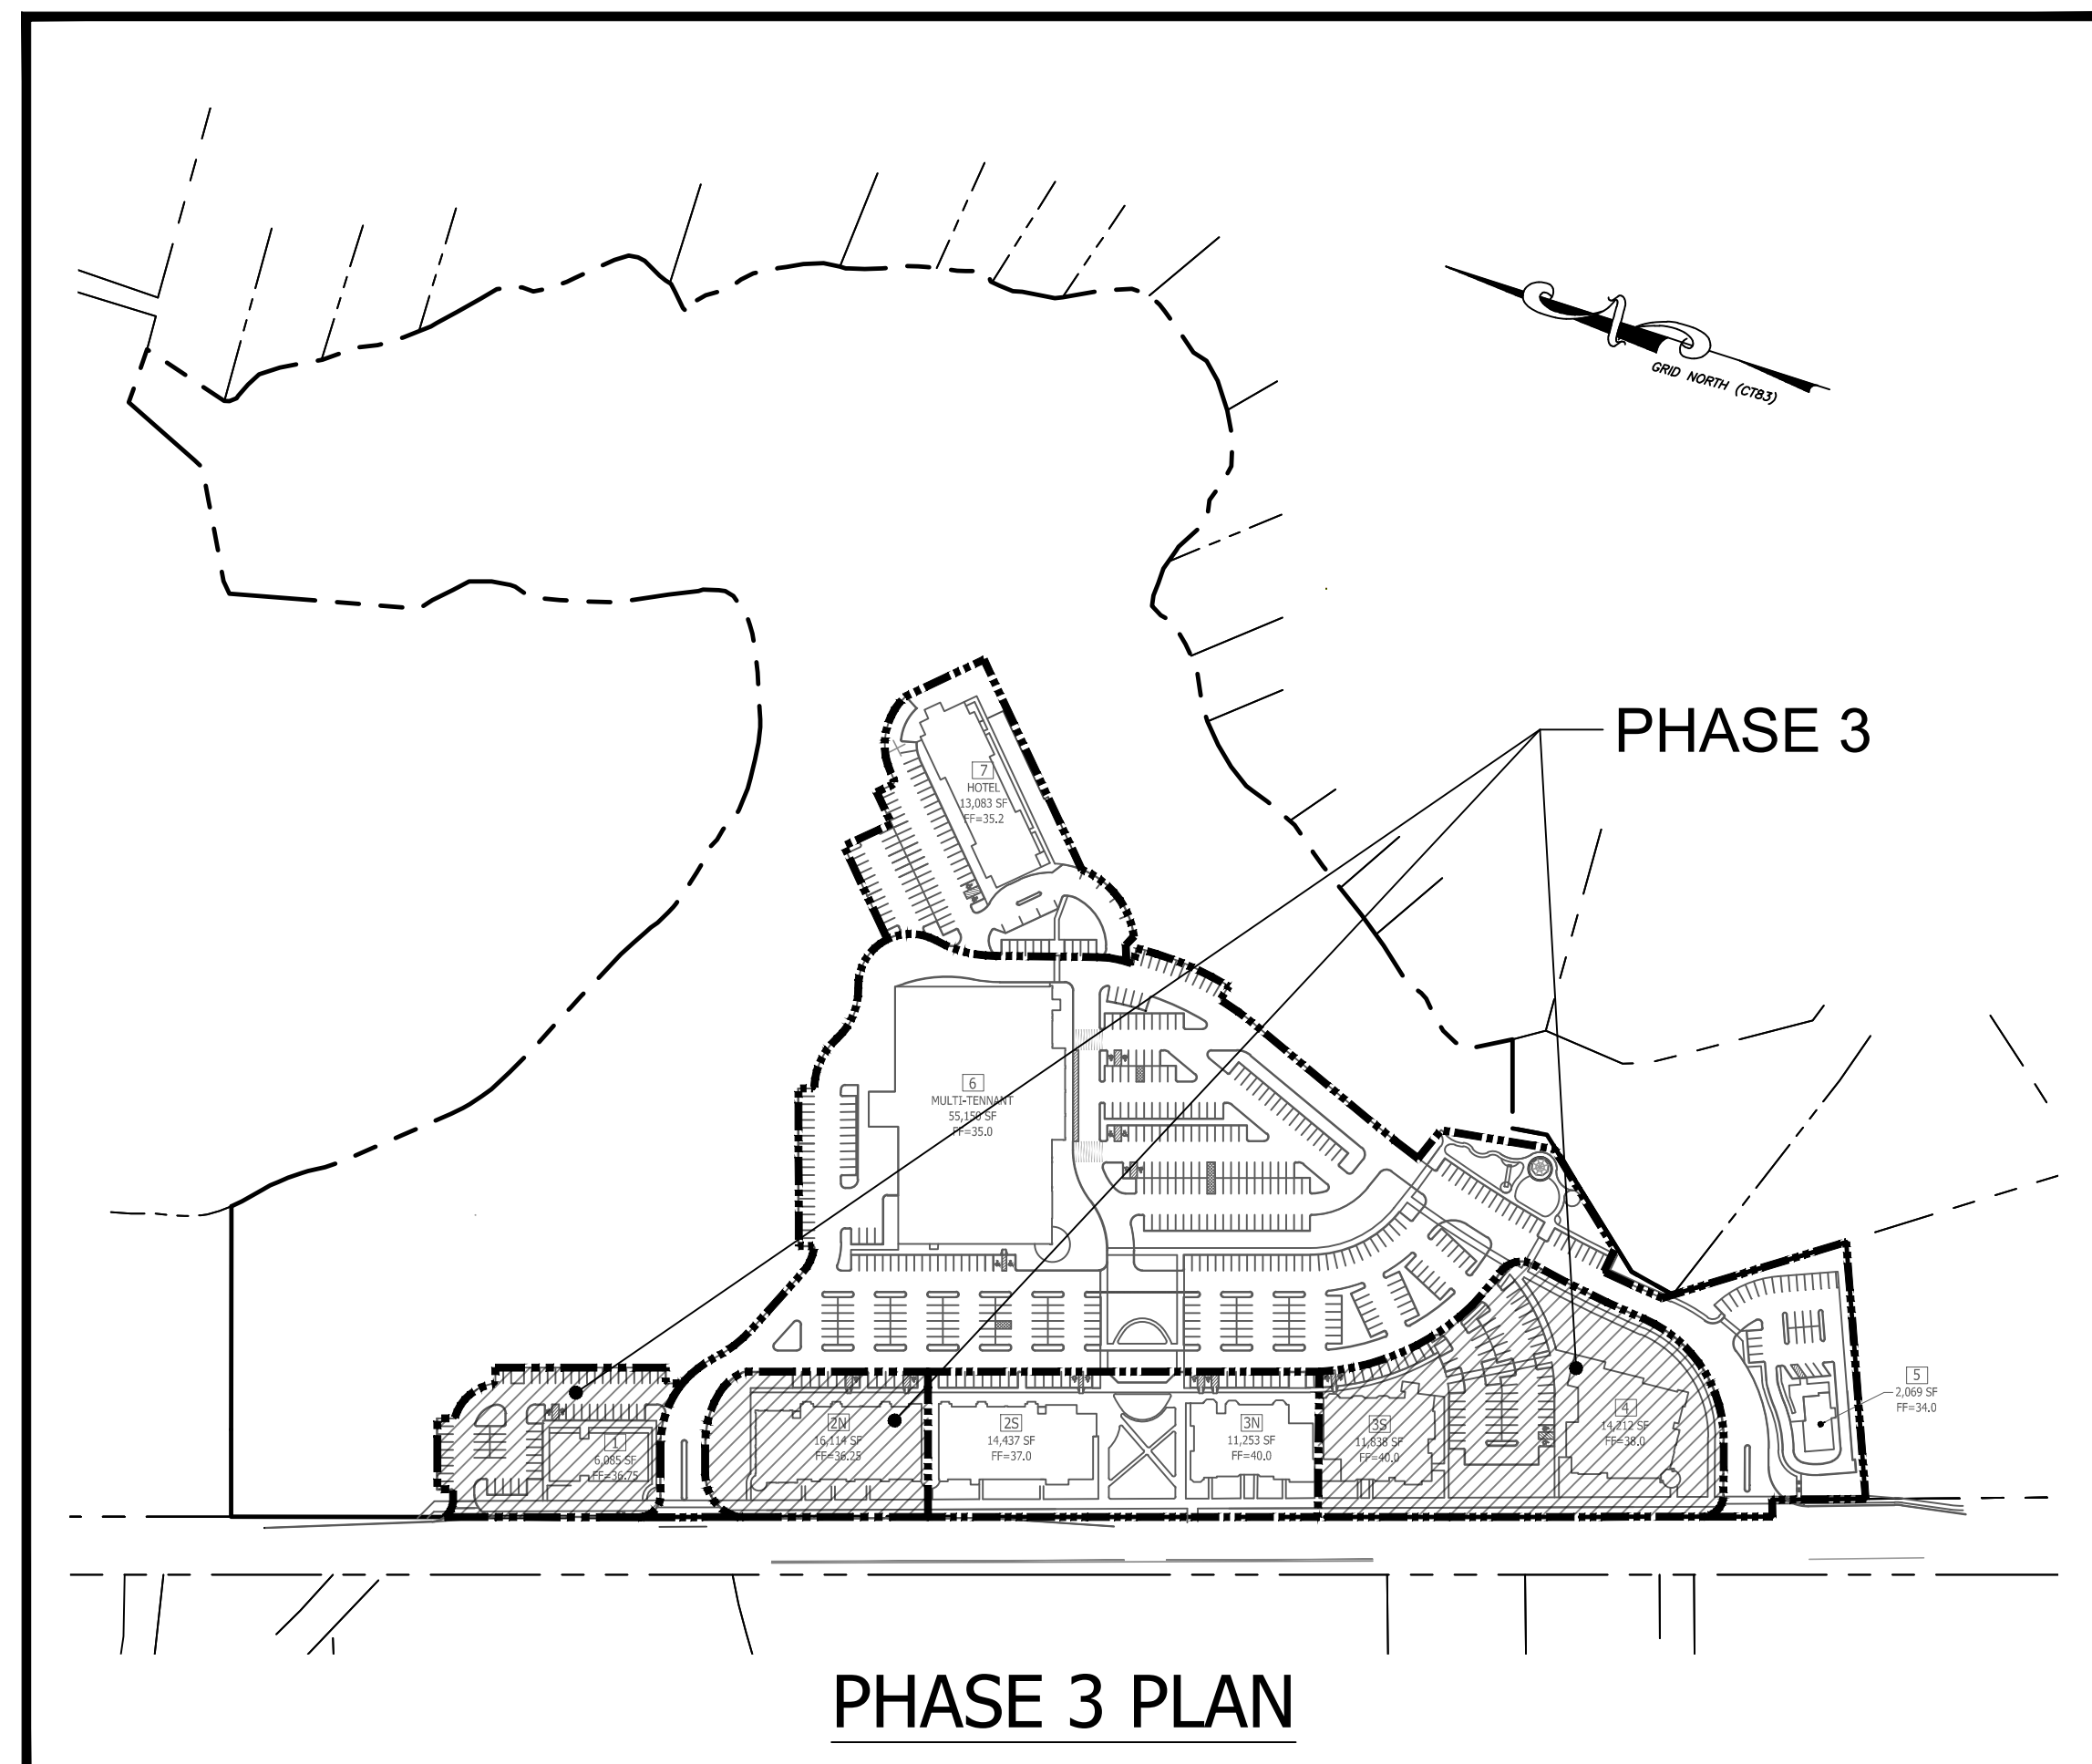 GRID NORTH (CT83)
PHASE 3
7
HOTEL
13,083 SF
FF=35.2
6
MULTI-TENNANT
55,150 SF
FF=35.0
5
2,069 SF
FF=34.0
1
6,085 SF
FF=36.75
2N
16,114 SF
FF=36.25
2S
14,437 SF
FF=37.0
3N
11,253 SF
FF=40.0
3S
11,838 SF
FF=40.0
4
14,212 SF
FF=38.0
PHASE 3 PLAN